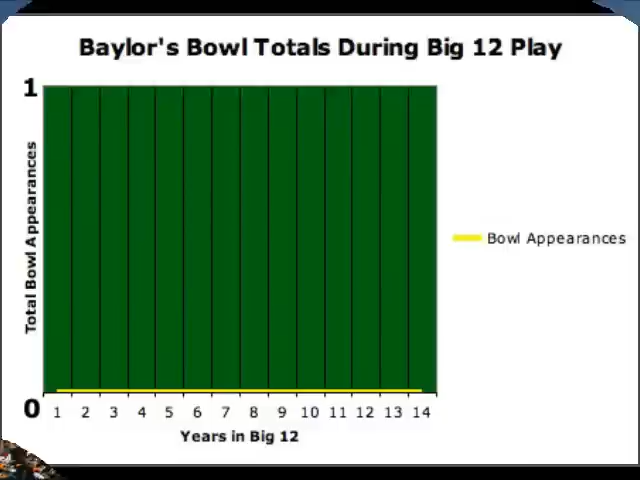 Baylor's Bowl Totals During Big 12 Play
1
Total Bowl Appearances
Bowl Appearances
0
1 2 3 4 5 6 7 8 9 10 11 12 13 14
Years in Big 12